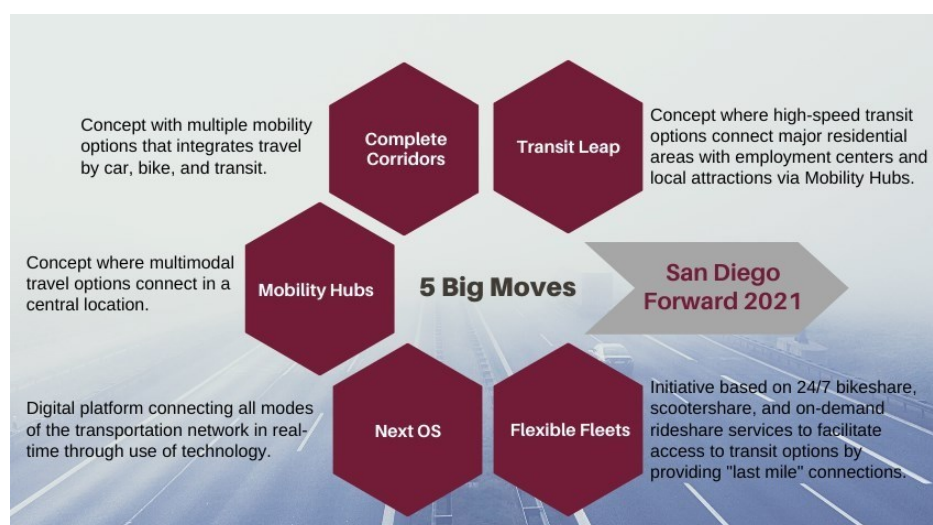 Concept with multiple mobility
options that integrates travel
by car, bike, and transit.
Complete
Corridors
Transit Leap
Concept where high-speed transit
options connect major residential
areas with employment centers and
local attractions via Mobility Hubs.
Concept where multimodal
travel options connect in a
central location.
Mobility Hubs
5 Big Moves
San Diego
Forward 2021
Digital platform connecting all modes
of the transportation network in real-
time through use of technology.
Next OS
Flexible Fleets
Initiative based on 24/7 bikeshare,
scootershare, and on-demand
rideshare services to facilitate
access to transit options by
providing "last mile" connections.